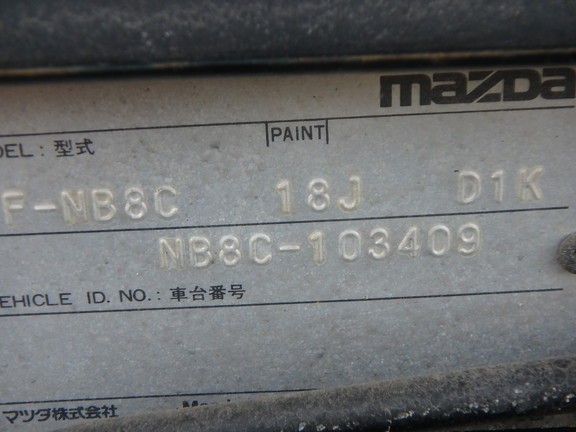 mazDa
DEL : 型式 PAINT
F-NB8C 18J D1K
NB8C-103409
EHICLE ID. NO. : 車台番号
マツダ株式会社